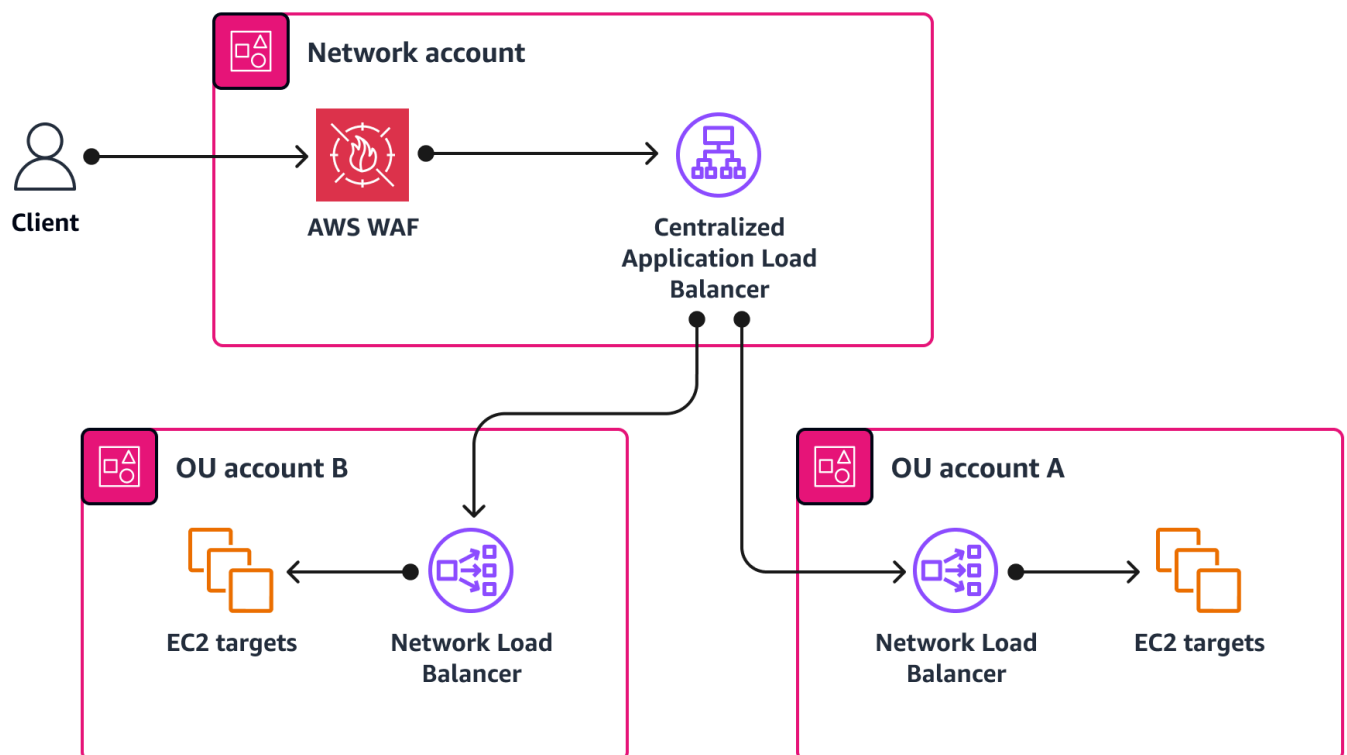 Network account
Client
AWS WAF
Centralized
Application Load
Balancer
OU account B
EC2 targets
Network Load
Balancer
OU account A
Network Load
Balancer
EC2 targets